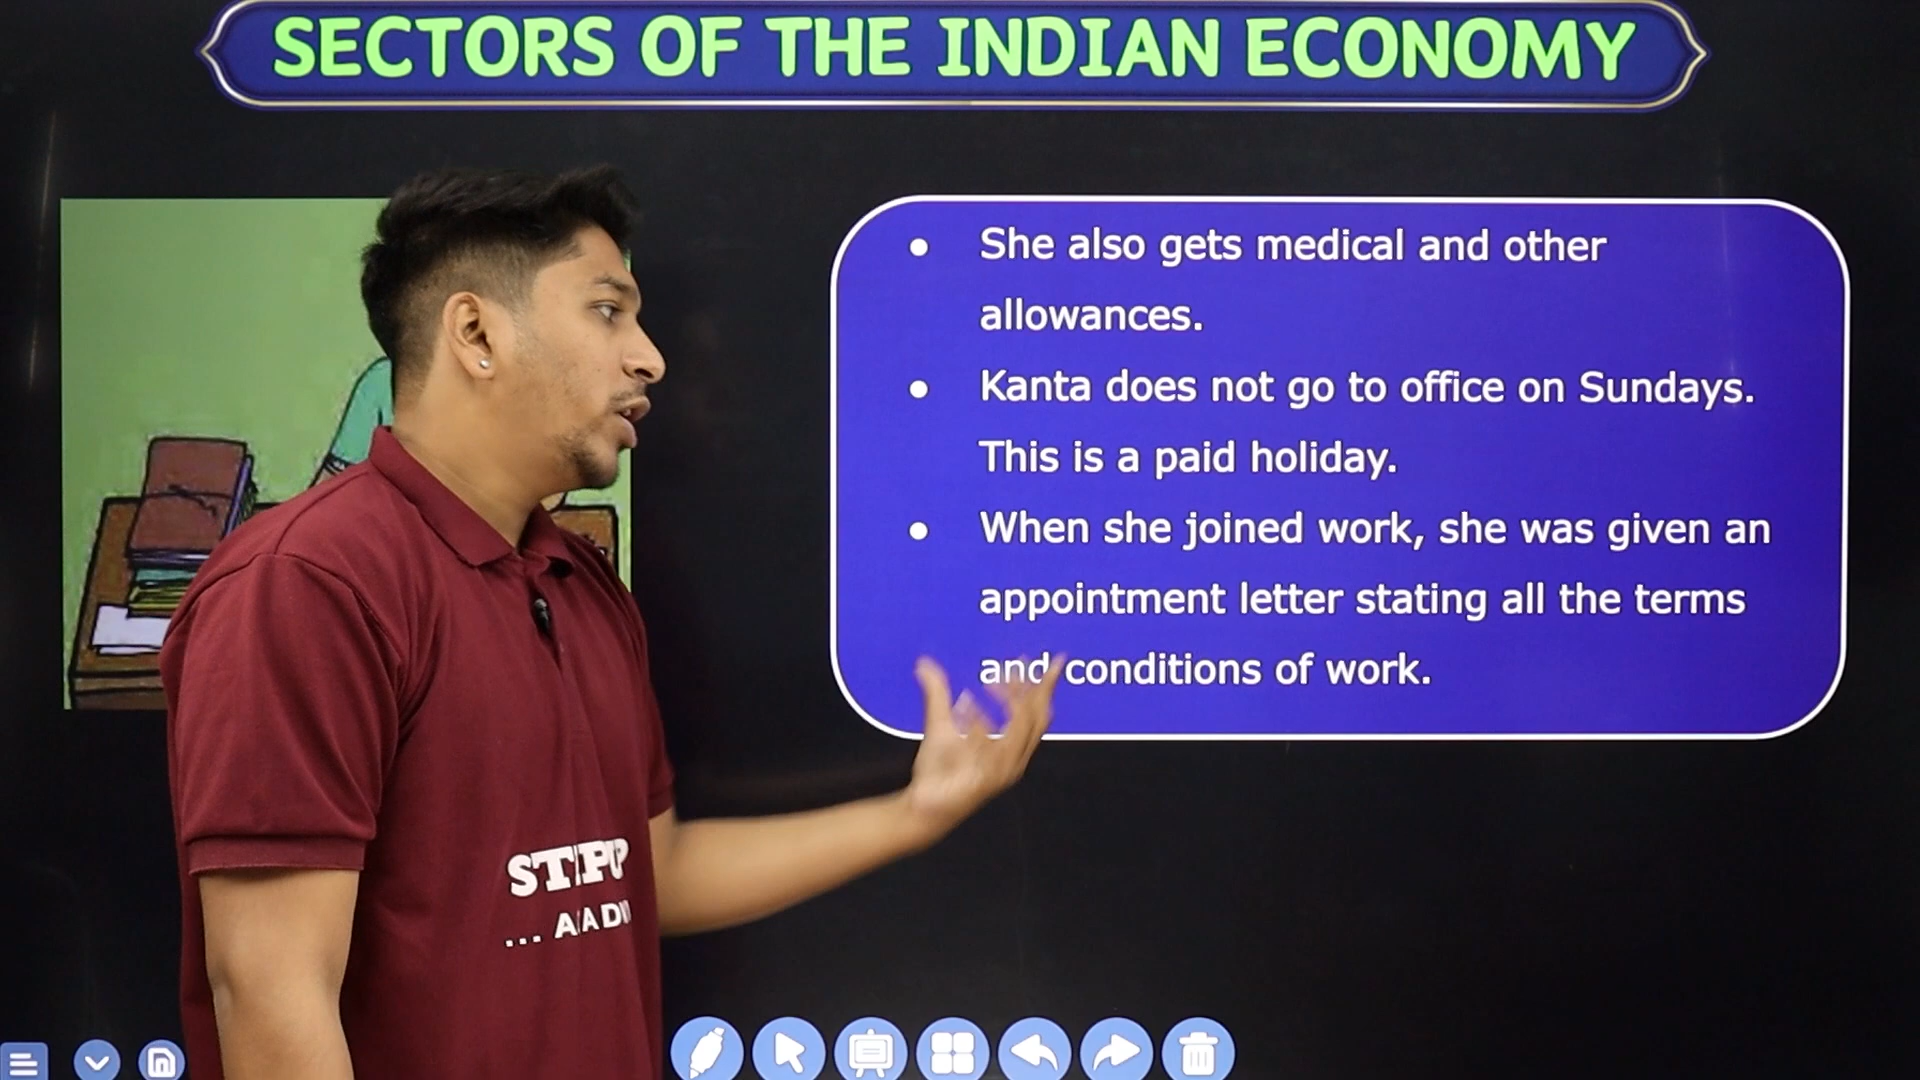 SECTORS OF THE INDIAN ECONOMY
• She also gets medical and other
allowances.
• Kanta does not go to office on Sundays.
This is a paid holiday.
• When she joined work, she was given an
appointment letter stating all the terms
and conditions of work.